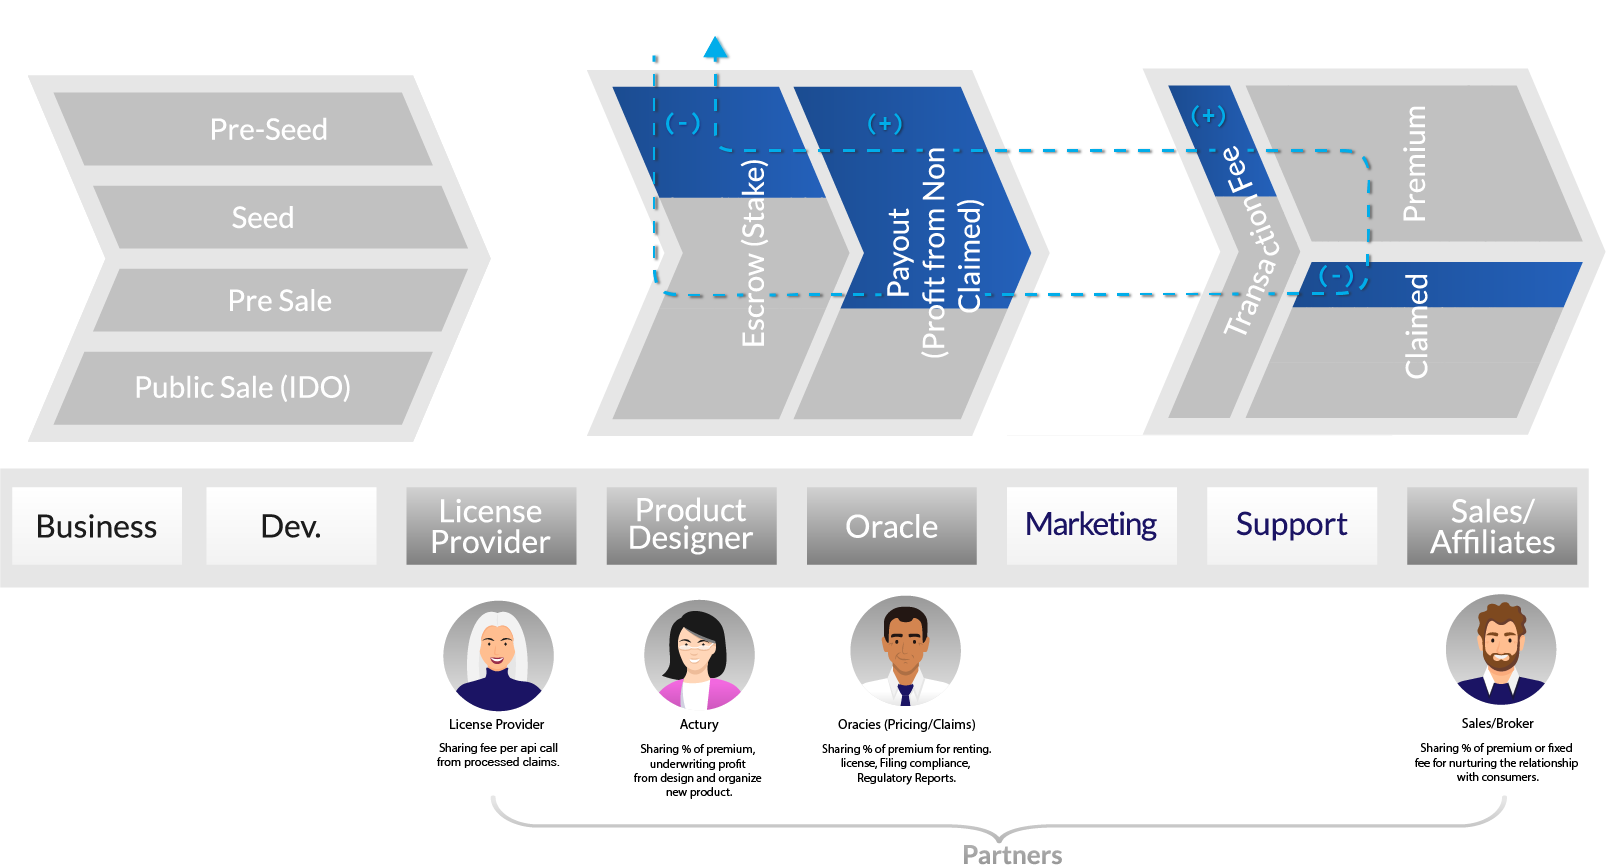 Pre-Seed
Seed
Pre Sale
Public Sale (IDO)
(-)
Escrow (Stake)
(+)
Payout
(Profit from Non
Claimed)
(+)
Transaction Fee
Premium
(-)
Claimed
Business
Dev.
License
Provider
Product
Designer
Oracle
Marketing
Support
Sales/
Affiliates
License Provider
Sharing fee per api call
from processed claims.
Actury
Sharing % of premium,
underwriting profit
from design and organize
new product.
Oracies (Pricing/Claims)
Sharing % of premium for renting.
license, Filing compliance,
Regulatory Reports.
Sales/Broker
Sharing % of premium or fixed
fee for nurturing the relationship
with consumers.
Partners